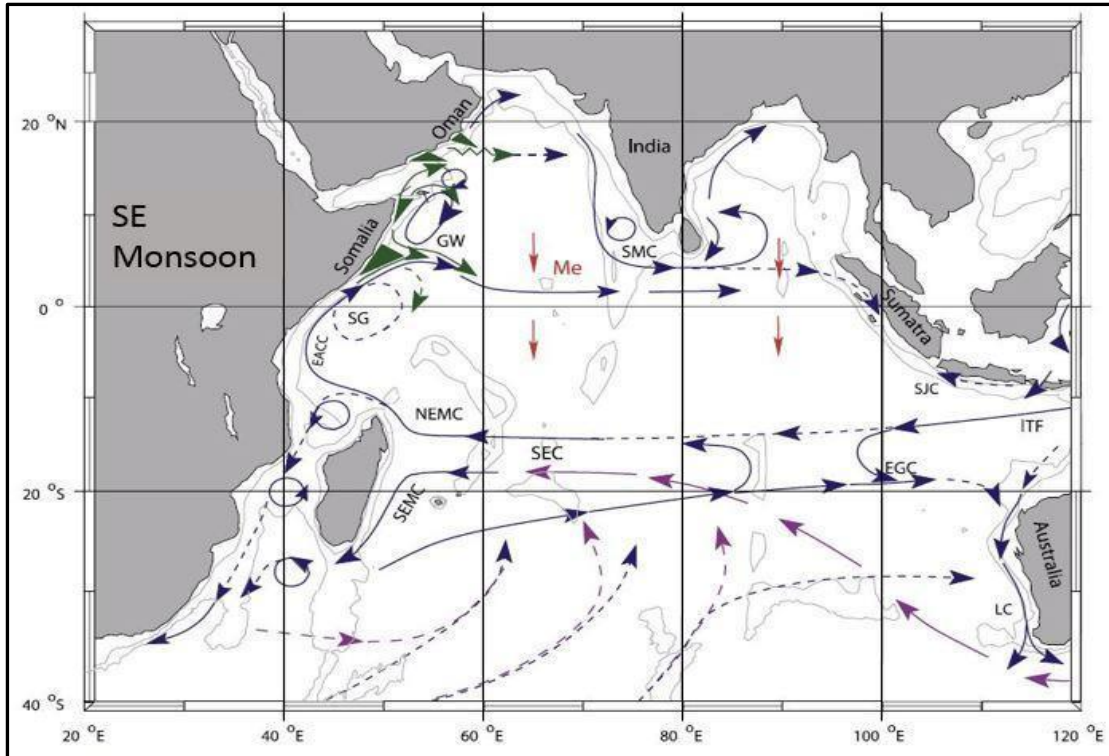 SE
Monsoon
Oman
India
Somalia
GW
SMC
Me
SG
EACC
Sumatra
SJC
NEMC
SEC
ITF
EGC
SEMC
Australia
LC
20 °N
0 °
20 °S
40 °S
20 °E
40 °E
60 °E
80 °E
100 °E
120 °E